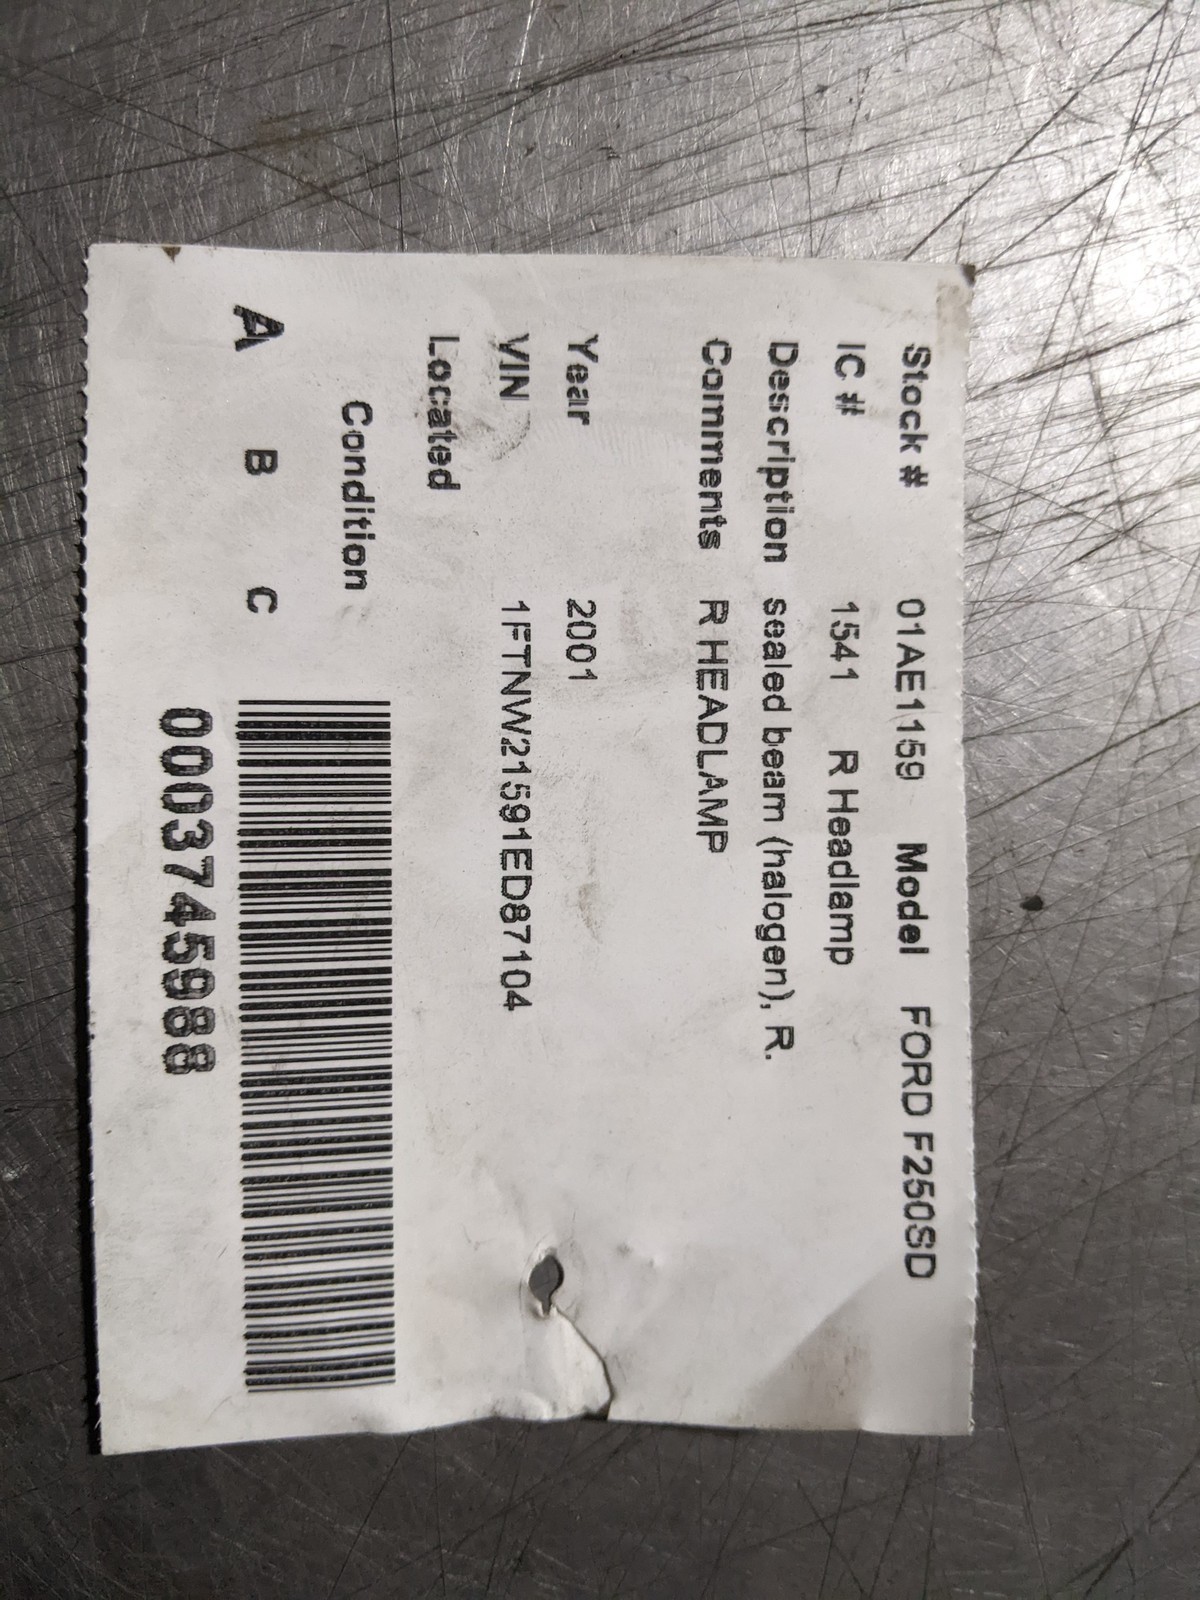 Stock # 01AE1159 Model FORD F250SD
IC # 1541 R Headlamp
Description sealed beam (halogen), R.
Comments R HEADLAMP
Year 2001
VIN 1FTNW21591ED87104
Located
Condition
A B C
0003745988